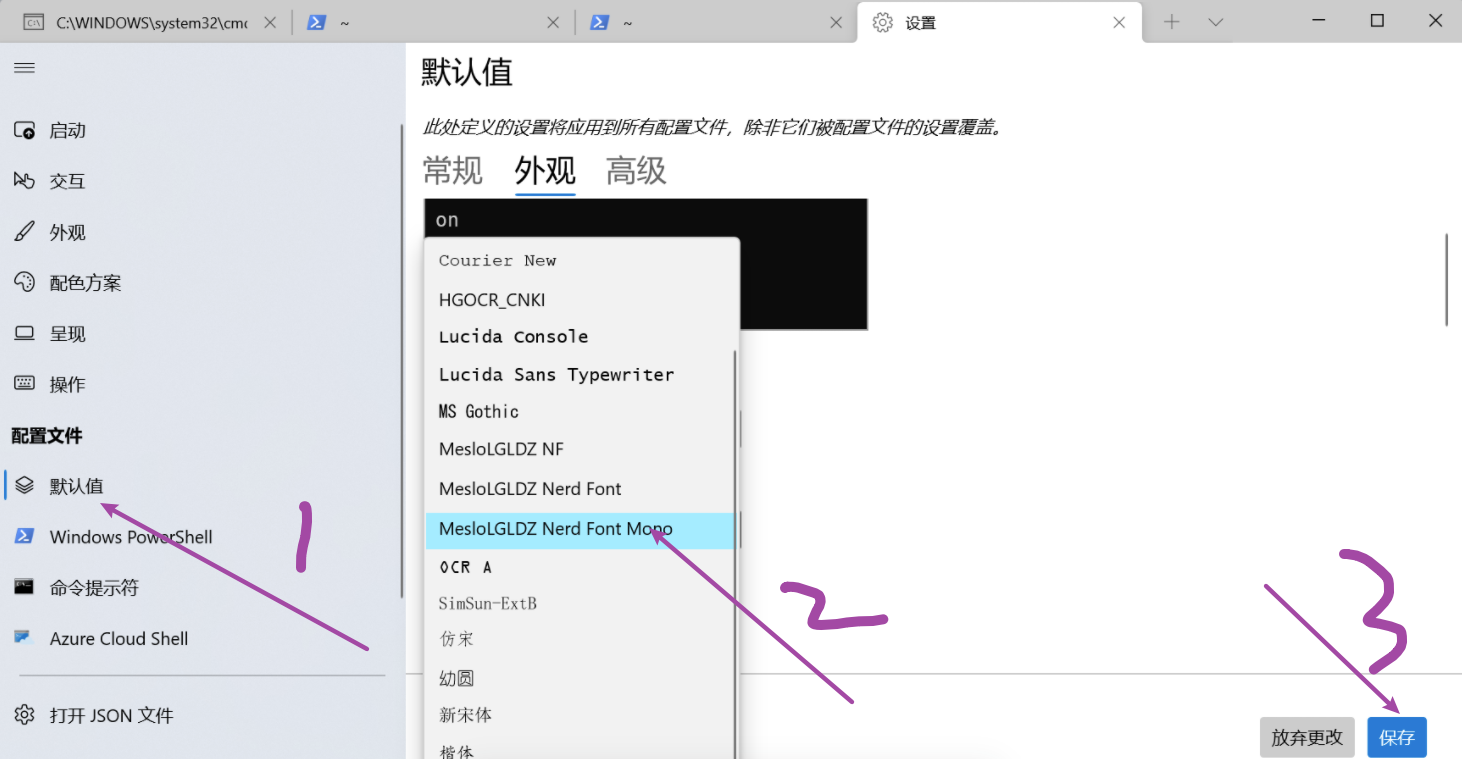 C:\WINDOWS\system32\cmd
~
~
设置
默认值
此处定义的设置将应用到所有配置文件，除非它们被配置文件的设置覆盖。
常规 外观 高级
启动
交互
外观
配色方案
呈现
操作
配置文件
默认值
Windows PowerShell
命令提示符
Azure Cloud Shell
打开 JSON 文件
on
Courier New
HGOCR_CNKI
Lucida Console
Lucida Sans Typewriter
MS Gothic
MesloLGLDZ NF
MesloLGLDZ Nerd Font
MesloLGLDZ Nerd Font Mono
OCR A
SimSun-ExtB
仿宋
幼圆
新宋体
楷体
1
2
3
放弃更改
保存